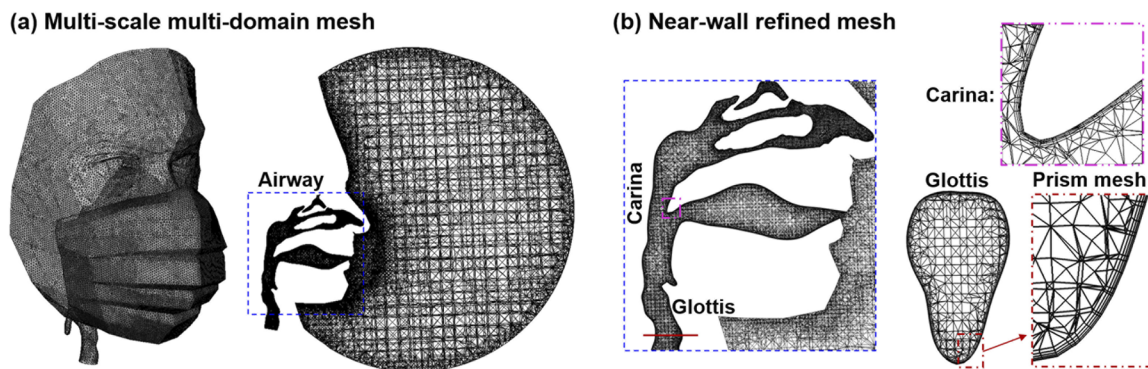 (a) Multi-scale multi-domain mesh
Airway
(b) Near-wall refined mesh
Carina
Glottis
Carina:
Glottis
Prism mesh